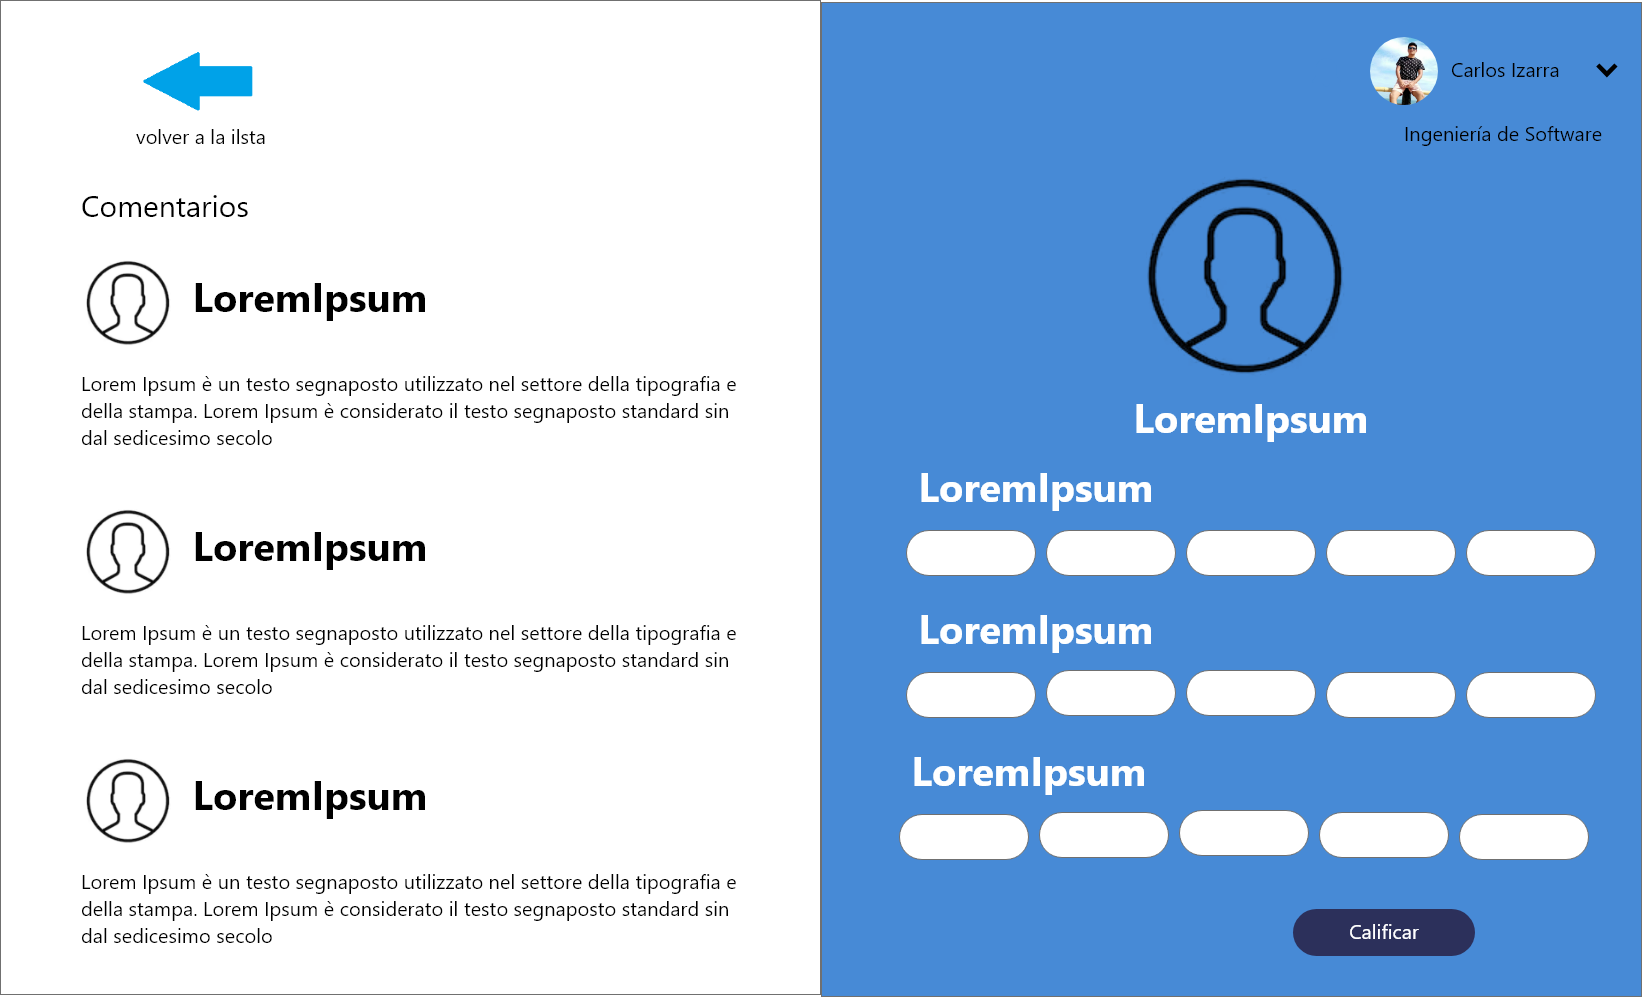 volver a la ilsta
Comentarios
LoremIpsum
Lorem Ipsum è un testo segnaposto utilizzato nel settore della tipografia e
della stampa. Lorem Ipsum è considerato il testo segnaposto standard sin
dal sedicesimo secolo
LoremIpsum
Lorem Ipsum è un testo segnaposto utilizzato nel settore della tipografia e
della stampa. Lorem Ipsum è considerato il testo segnaposto standard sin
dal sedicesimo secolo
LoremIpsum
Lorem Ipsum è un testo segnaposto utilizzato nel settore della tipografia e
della stampa. Lorem Ipsum è considerato il testo segnaposto standard sin
dal sedicesimo secolo
Carlos Izarra
Ingeniería de Software
LoremIpsum
LoremIpsum
LoremIpsum
LoremIpsum
Calificar